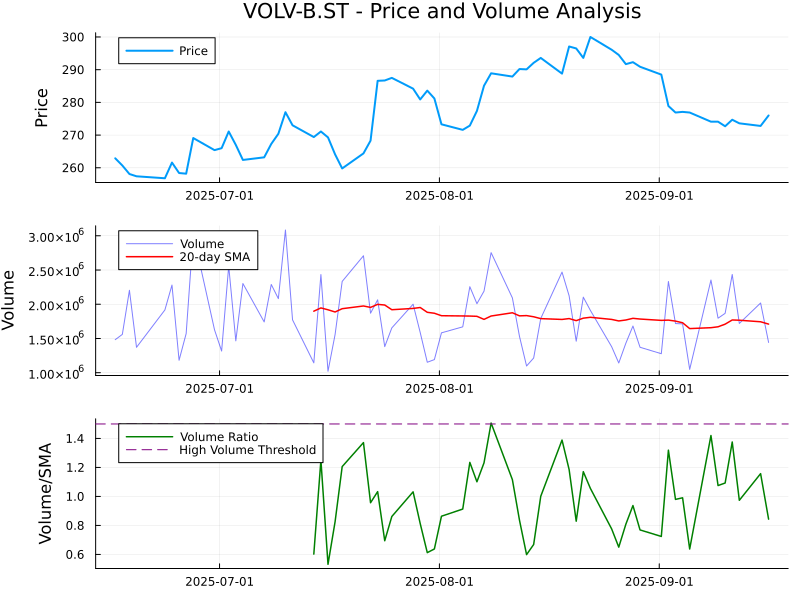 VOLV-B.ST - Price and Volume Analysis
Price
300
290
280
270
260
Price
2025-07-01
2025-08-01
2025-09-01
Volume
3.00×10⁶
2.50×10⁶
2.00×10⁶
1.50×10⁶
1.00×10⁶
Volume
20-day SMA
2025-07-01
2025-08-01
2025-09-01
Volume/SMA
1.4
1.2
1.0
0.8
0.6
Volume Ratio
High Volume Threshold
2025-07-01
2025-08-01
2025-09-01